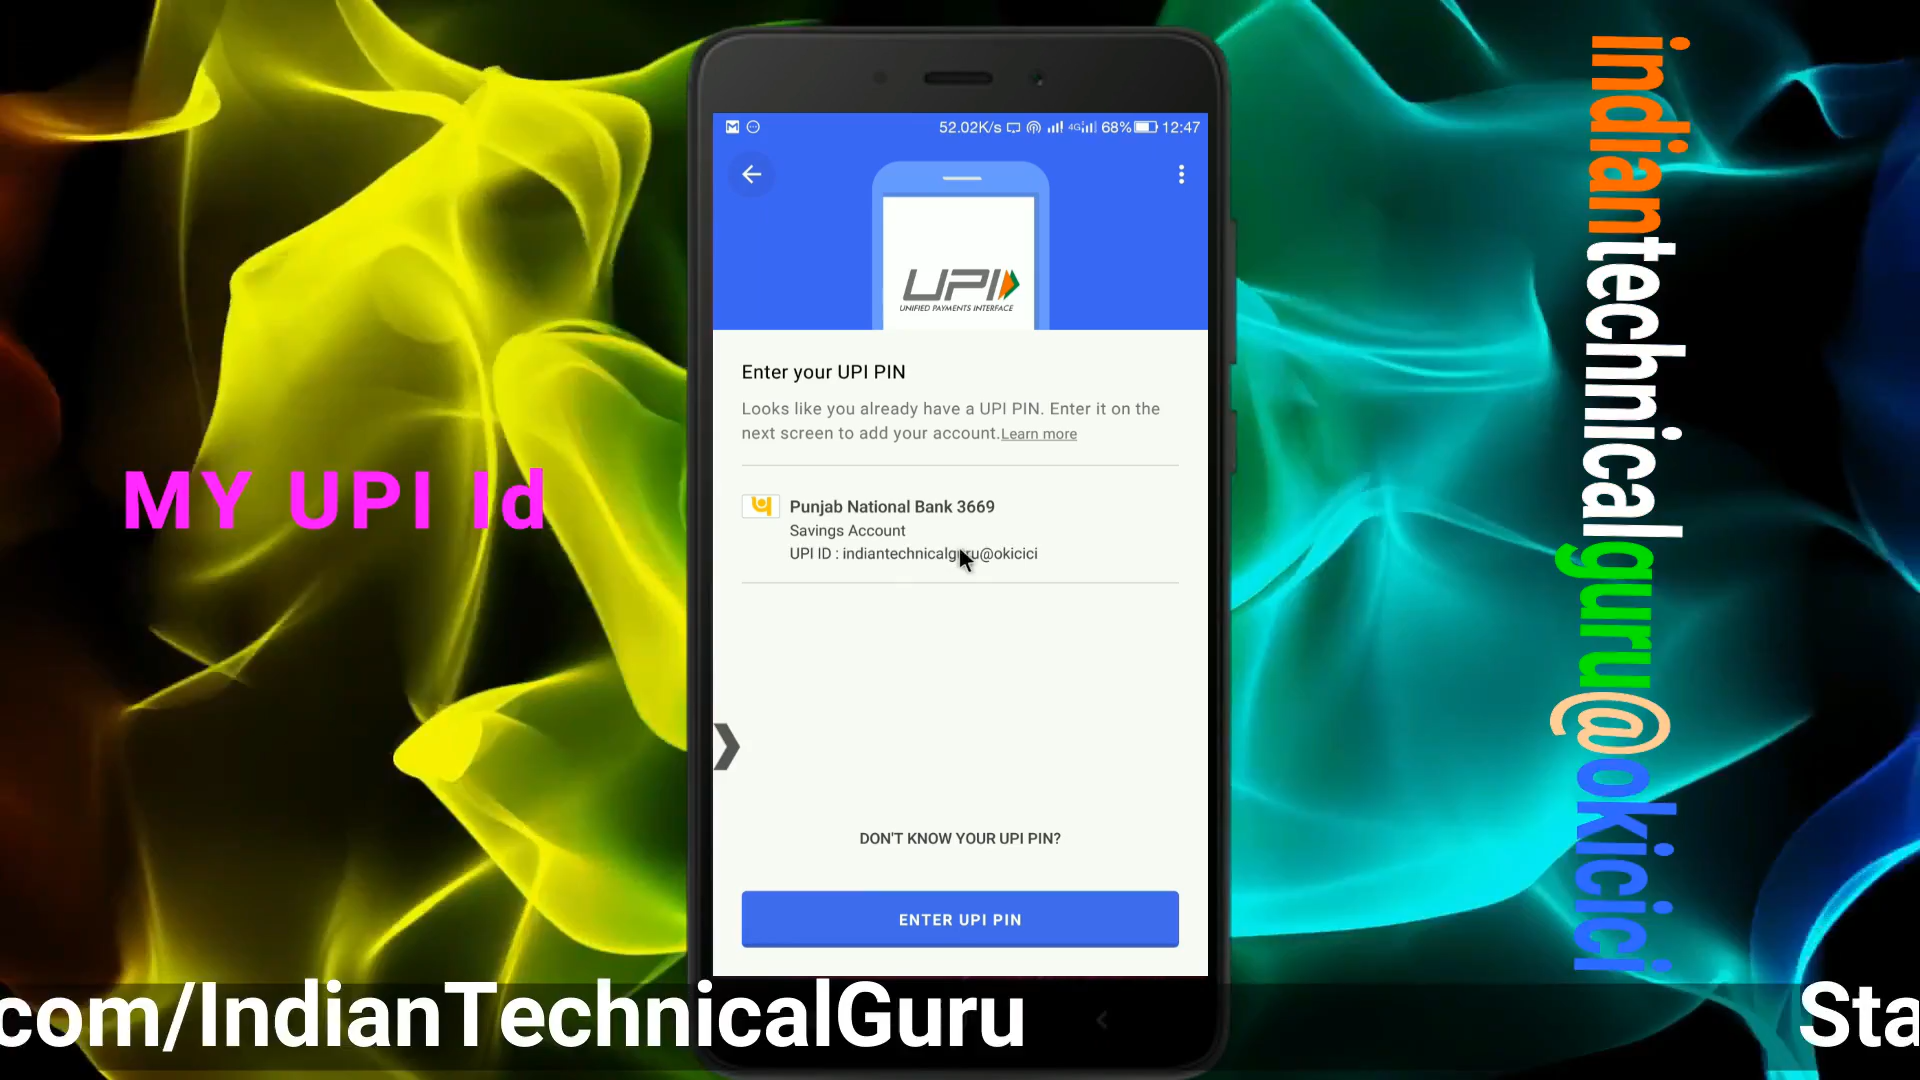 52.02K/s 4G 68% 12:47
UPI
UNIFIED PAYMENTS INTERFACE
Enter your UPI PIN
Looks like you already have a UPI PIN. Enter it on the
next screen to add your account.Learn more
Punjab National Bank 3669
Savings Account
UPI ID : indiantechnicalguru@okicici
DON'T KNOW YOUR UPI PIN?
ENTER UPI PIN
MY UPI Id
indiantechnicalguru@okicici
com/IndianTechnicalGuru
Sta